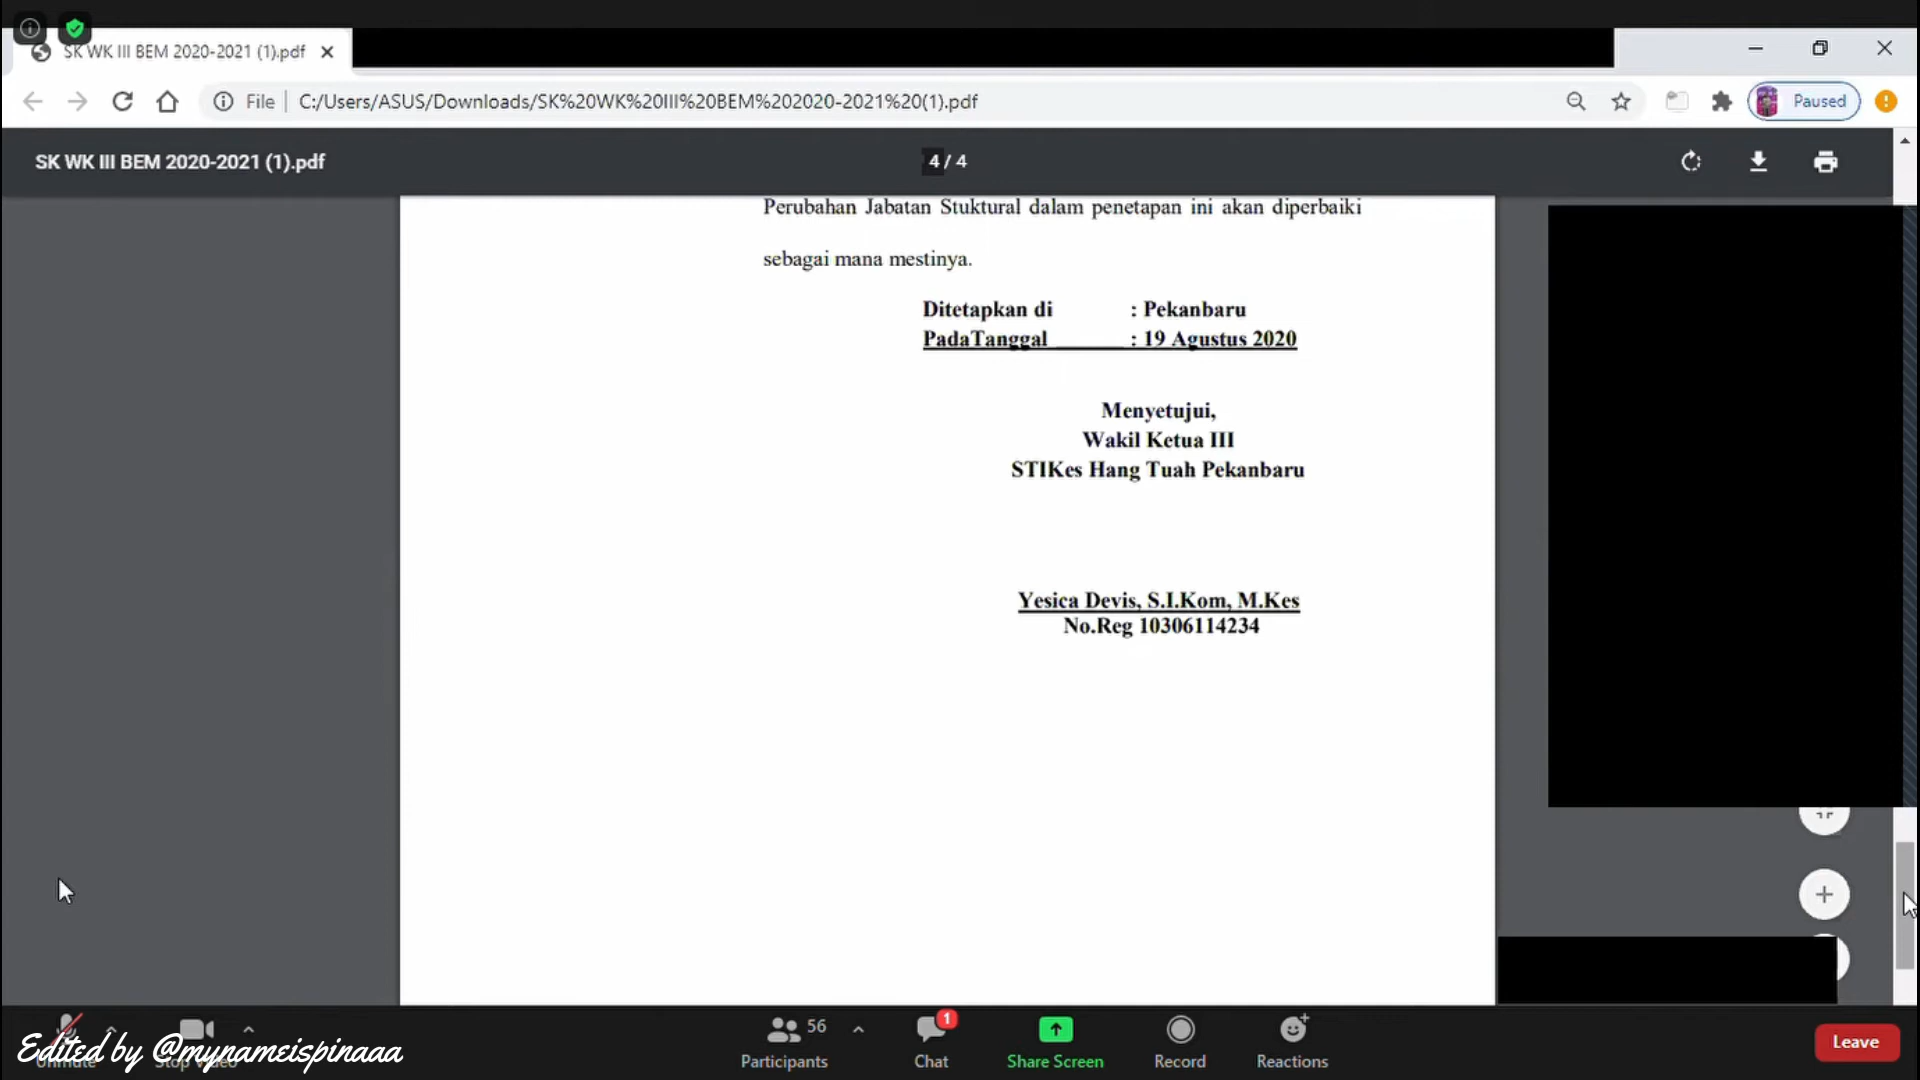 SK WK III BEM 2020-2021 (1).pdf
File
C:/Users/ASUS/Downloads/SK%20WK%20III%20BEM%202020-2021%20(1).pdf
Paused
SK WK III BEM 2020-2021 (1).pdf
4 / 4
Perubahan Jabatan Stuktural dalam penetapan ini akan diperbaiki
sebagai mana mestinya.
Ditetapkan di : Pekanbaru
PadaTanggal : 19 Agustus 2020
Menyetujui,
Wakil Ketua III
STIKes Hang Tuah Pekanbaru
Yesica Devis, S.I.Kom, M.Kes
No.Reg 10306114234
56
1
Unmute
Stop Video
Participants
Chat
Share Screen
Record
Reactions
Leave
Edited by @mynameispinaaa